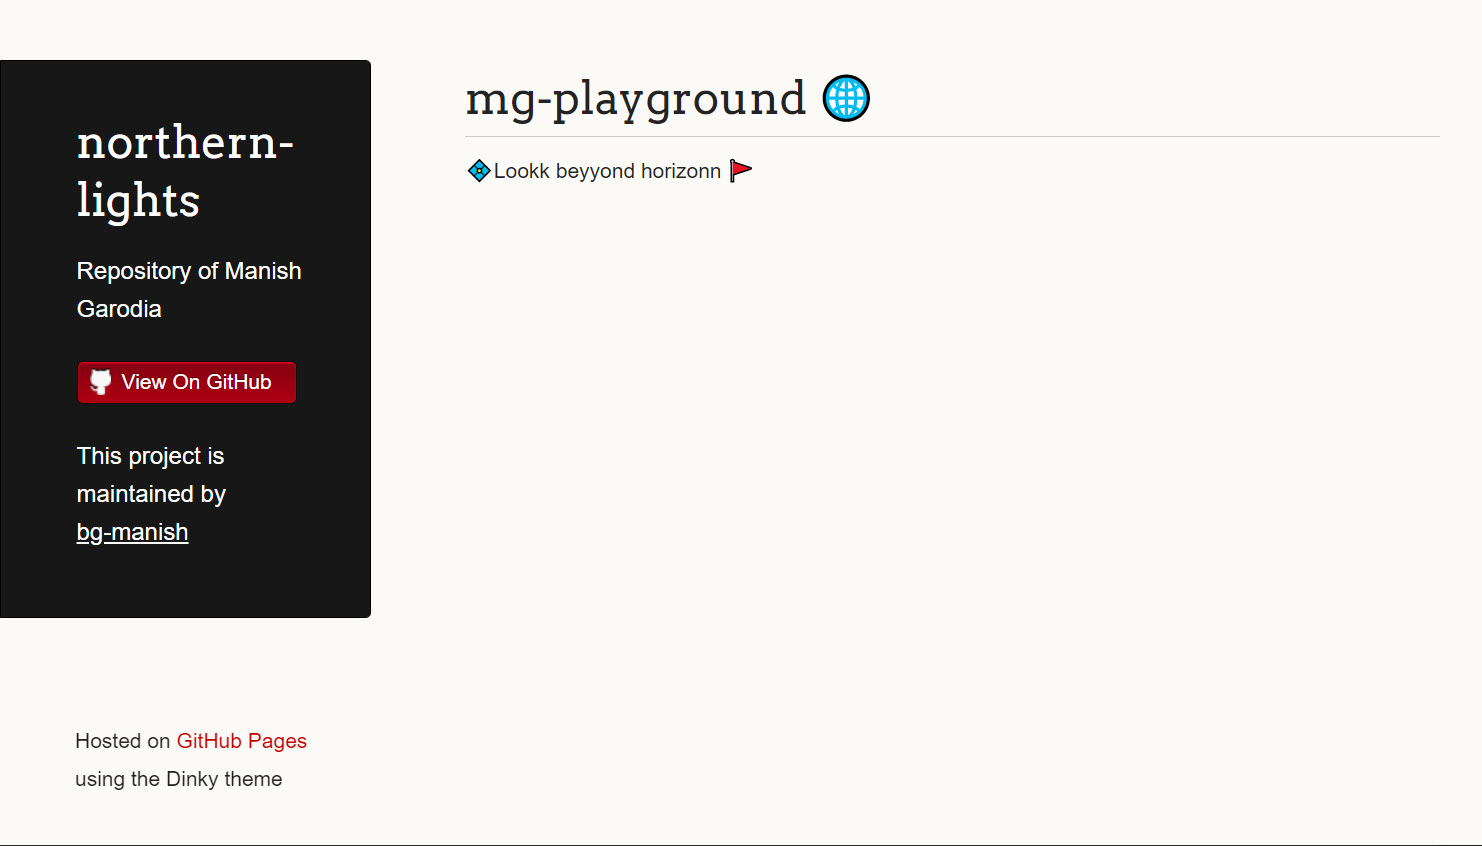 northern-
lights
Repository of Manish
Garodia
View On GitHub
This project is
maintained by
bg-manish
mg-playground 🌐
💠Lookk beyyond horizonn 🚩
Hosted on GitHub Pages
using the Dinky theme